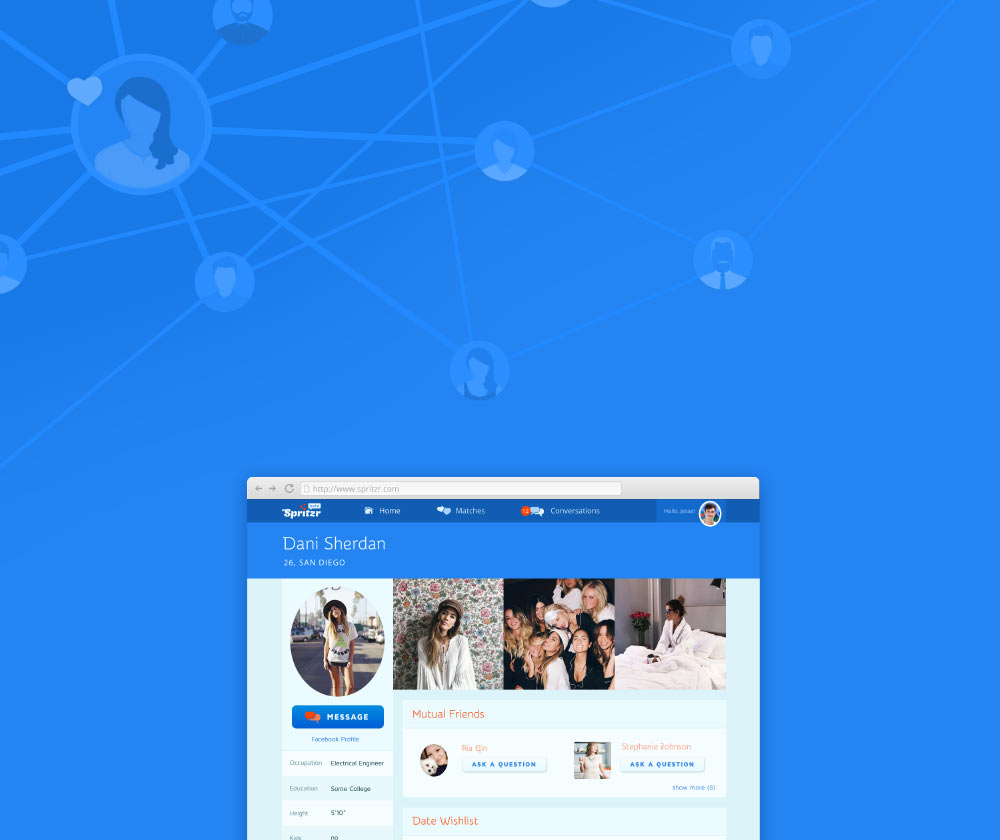 http://www.spritzr.com
Spritzr beta
Home
Matches
12
Conversations
Hello, Jesse!
Dani Sherdan
26, SAN DIEGO
MESSAGE
Facebook Profile
Occupation Electrical Engineer
Education Some College
Height 5'10"
Kids no
Mutual Friends
Ria
ASK A QUESTION
Stephanie Johnson
ASK A QUESTION
show more (8)
Date Wishlist